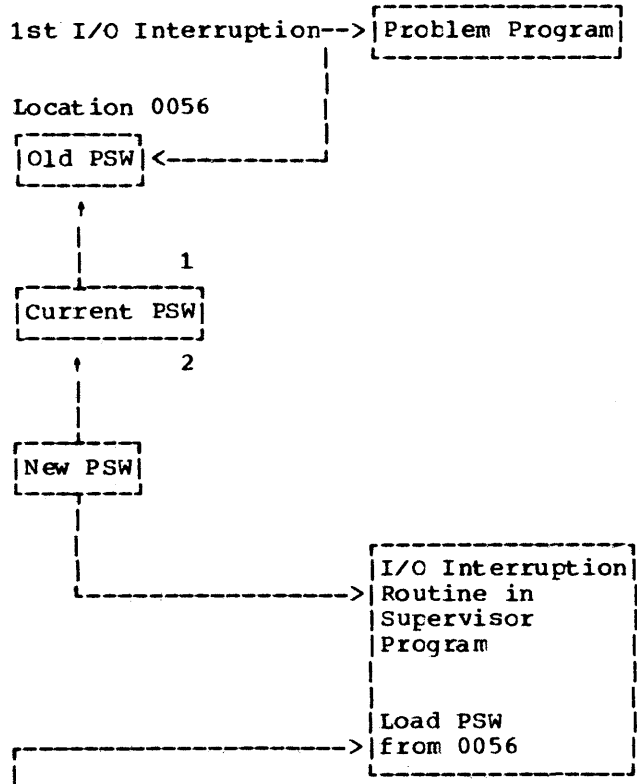 1st I/O Interruption-->|Problem Program|
Location 0056
|Old PSW|<
1
|Current PSW|
2
|New PSW|
|I/O Interruption|
>|Routine in
|Supervisor
|Program
|Load PSW
>|from 0056